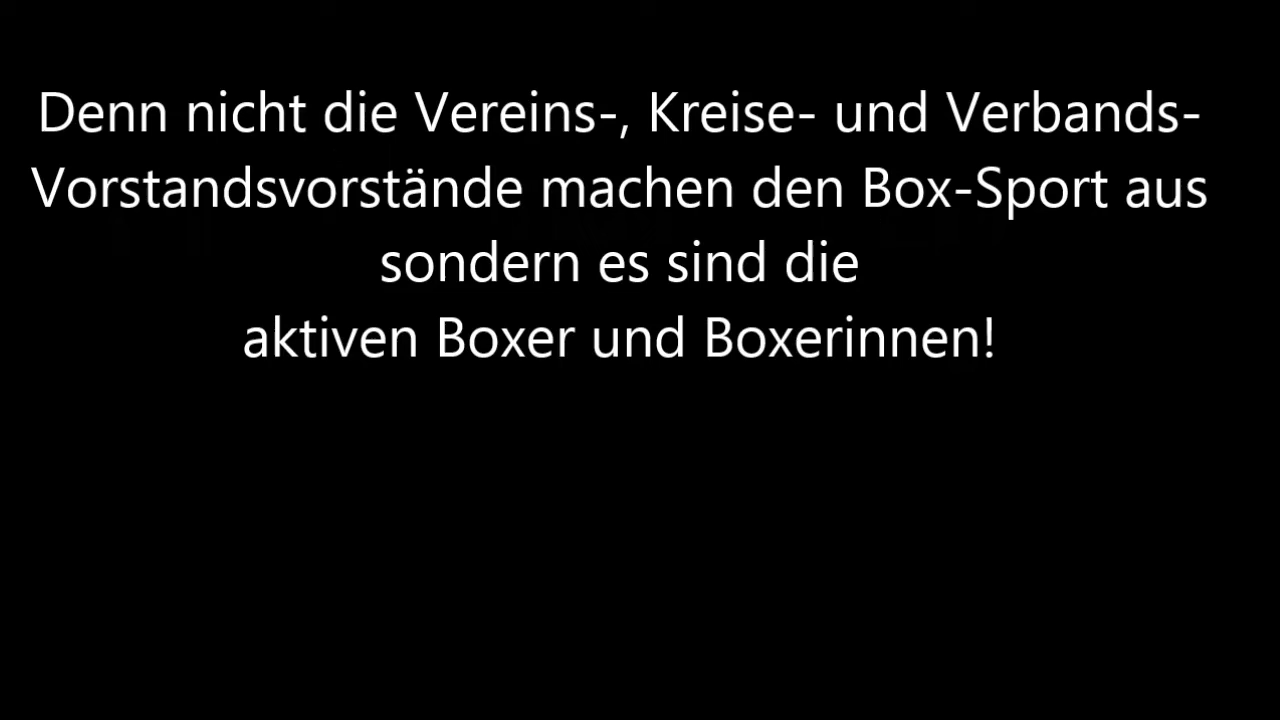 Denn nicht die Vereins-, Kreise- und Verbands-
Vorstandsvorstände machen den Box-Sport aus
sondern es sind die
aktiven Boxer und Boxerinnen!